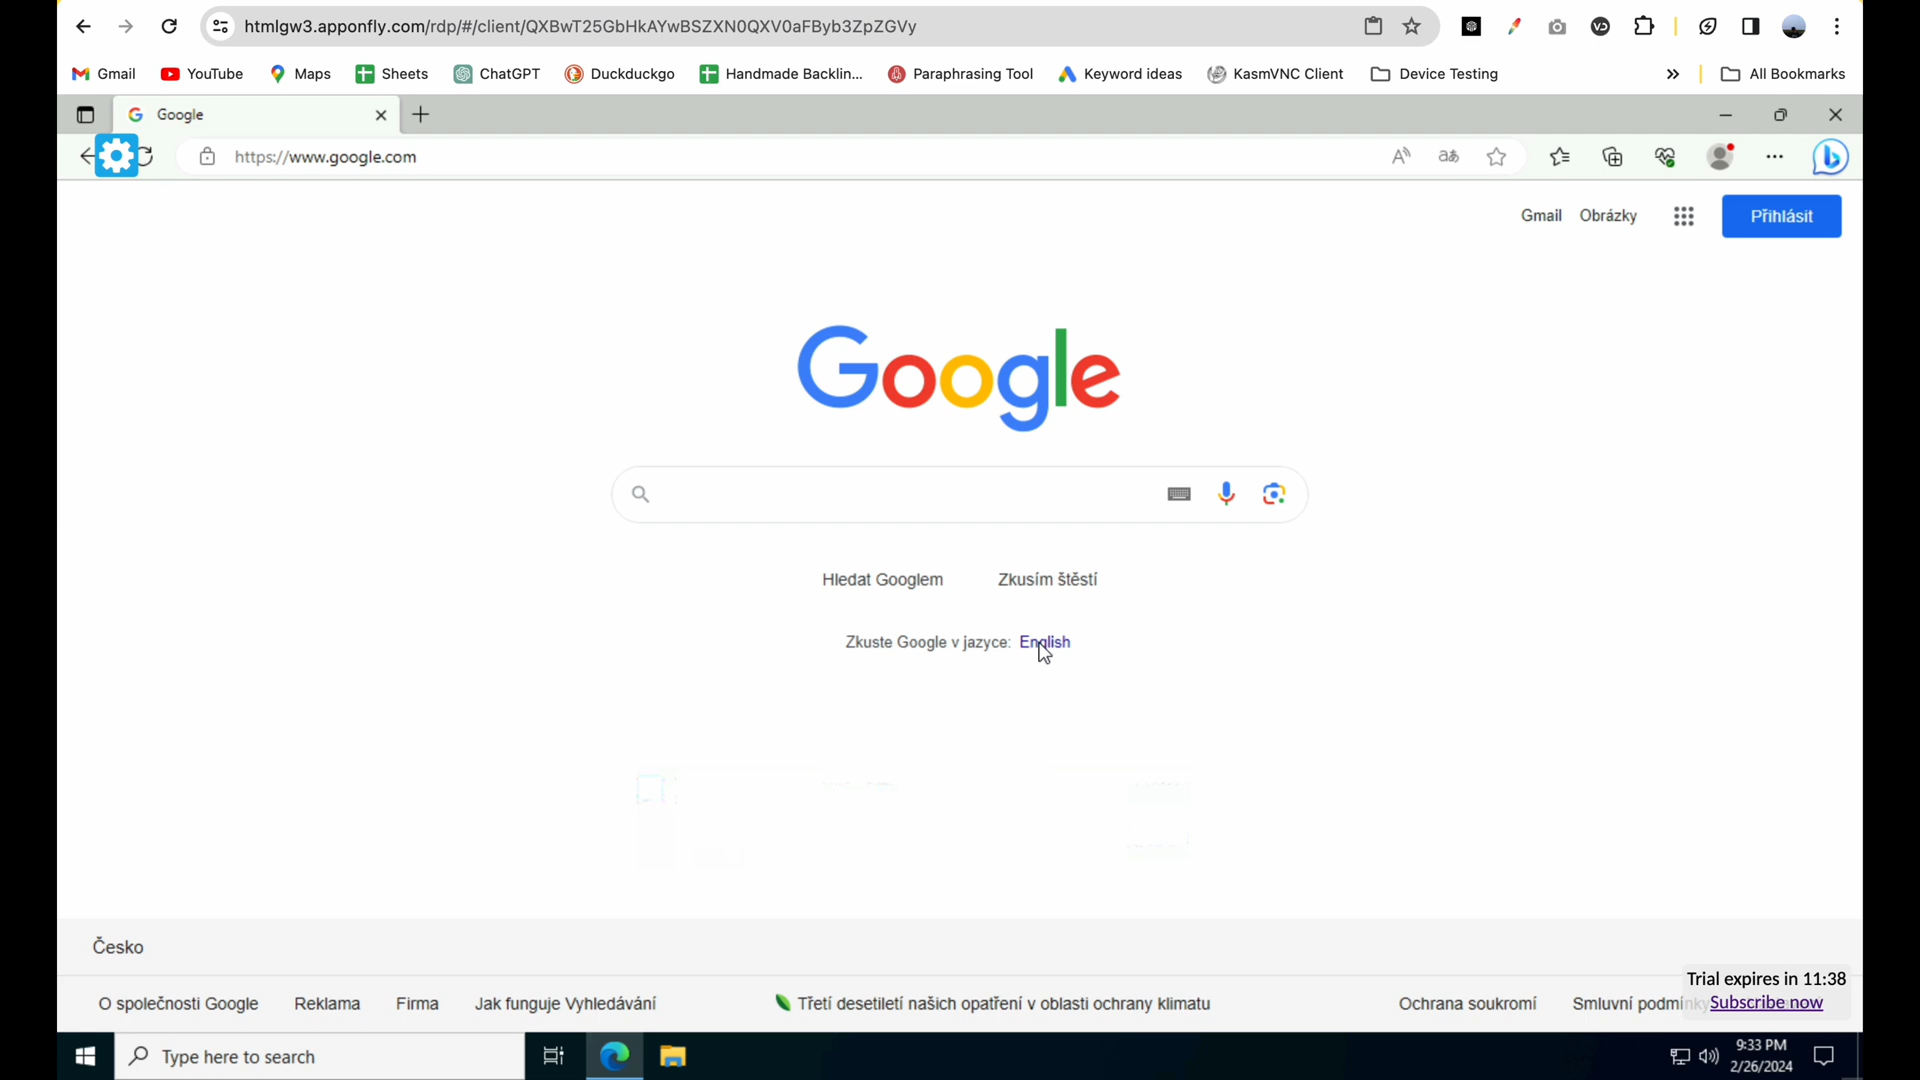 htmlgw3.apponfly.com/rdp/#/client/QXBwT25GbHkAYwBSZXN0QXV0aFByb3ZpZGVy
Gmail YouTube Maps Sheets ChatGPT Duckduckgo Handmade Backlin... Paraphrasing Tool Keyword ideas KasmVNC Client Device Testing » All Bookmarks
Google
https://www.google.com
Gmail Obrázky Přihlásit
Google
Hledat Googlem Zkusím štěstí
Zkuste Google v jazyce: English
Česko
Trial expires in 11:38
O společnosti Google Reklama Firma Jak funguje Vyhledávání Třetí desetiletí našich opatření v oblasti ochrany klimatu Ochrana soukromí Smluvní podmínky
Subscribe now
Type here to search
9:33 PM
2/26/2024